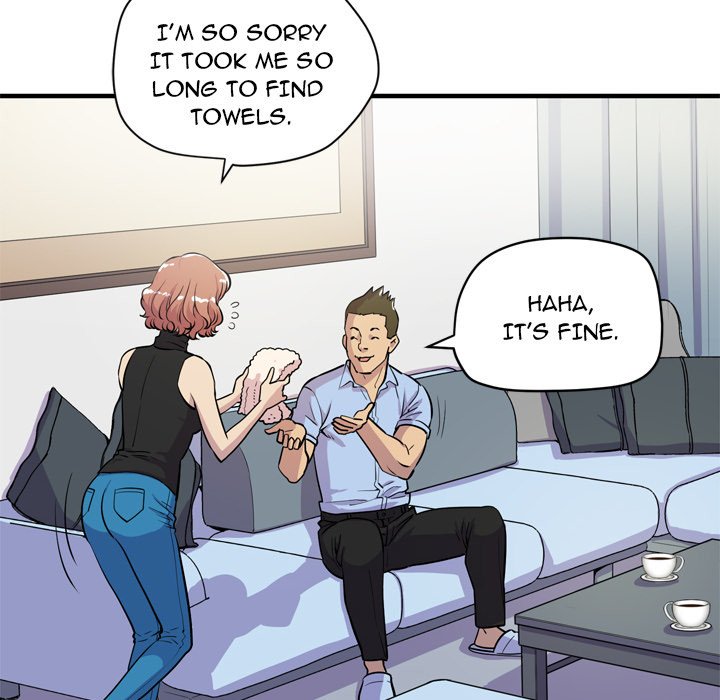 I'M SO SORRY
IT TOOK ME SO
LONG TO FIND
TOWELS.
HAHA,
IT'S FINE.